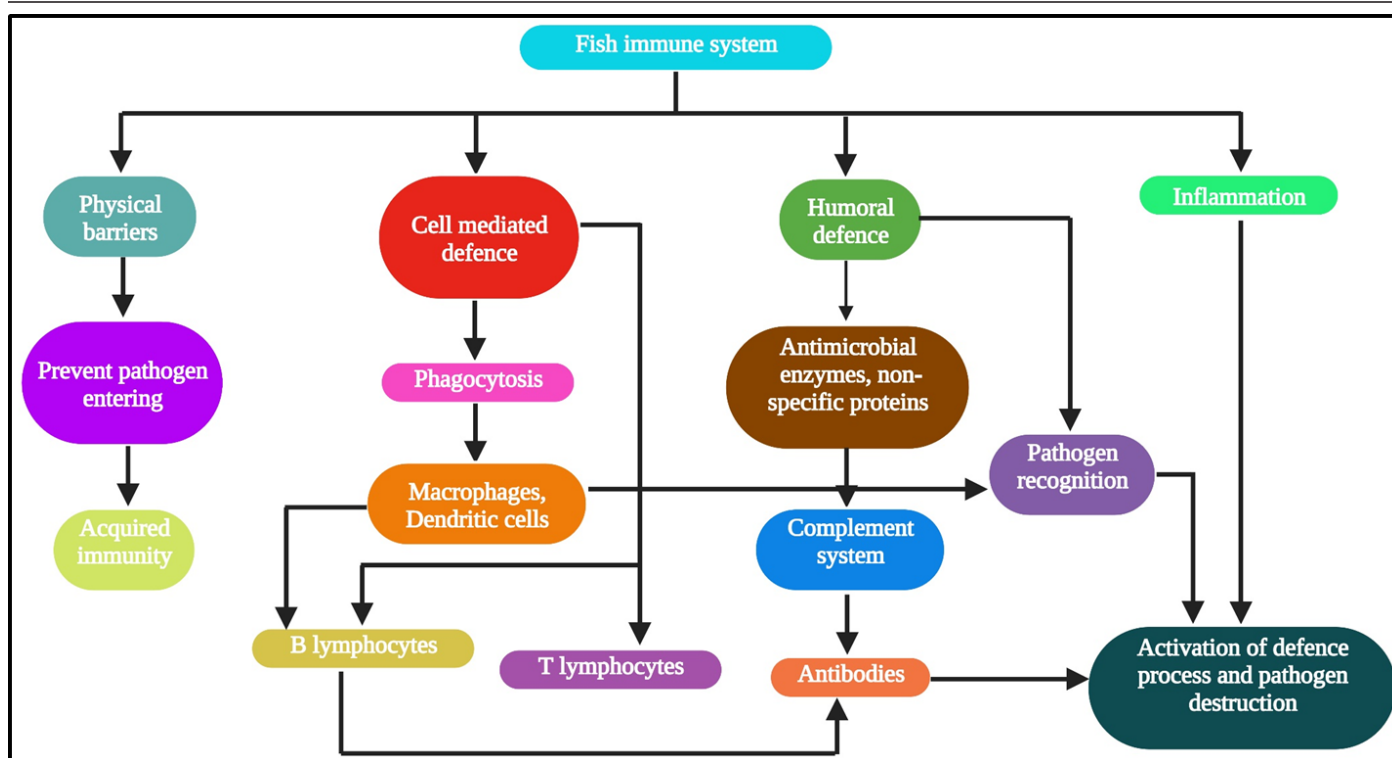 Fish immune system
Physical
barriers
Cell mediated
defence
Humoral
defence
Inflammation
Prevent pathogen
entering
Phagocytosis
Antimicrobial
enzymes, non-
specific proteins
Pathogen
recognition
Macrophages,
Dendritic cells
Acquired
immunity
Complement
system
B lymphocytes
T lymphocytes
Antibodies
Activation of defence
process and pathogen
destruction